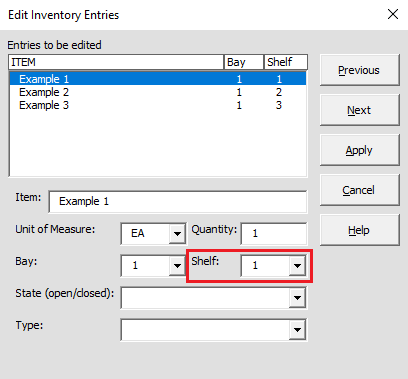 Edit Inventory Entries
Entries to be edited
ITEM Bay Shelf
Example 1 1 1
Example 2 1 2
Example 3 1 3
Previous
Next
Apply
Cancel
Help
Item: Example 1
Unit of Measure: EA Quantity: 1
Bay: 1 Shelf: 1
State (open/closed):
Type: